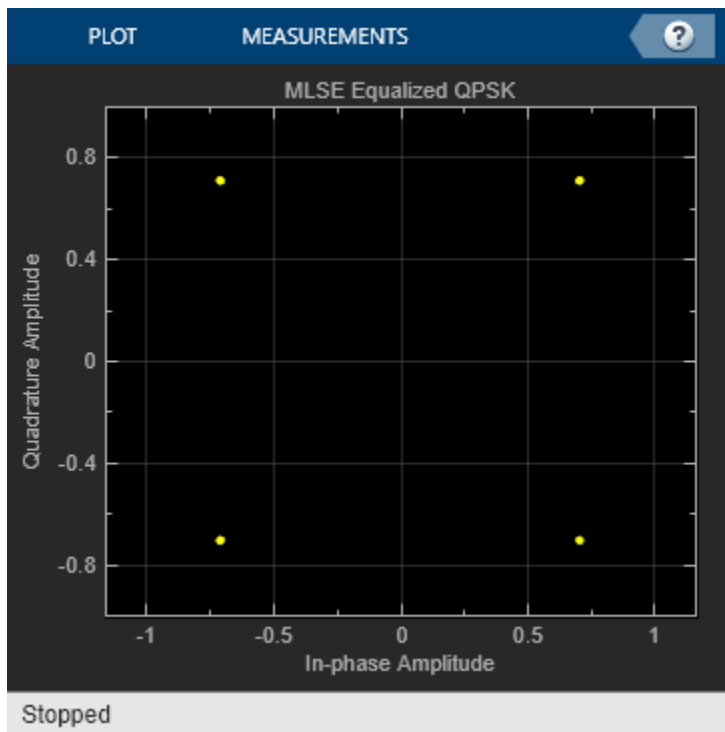 PLOT MEASUREMENTS ?
MLSE Equalized QPSK
0.8
0.4
0
-0.4
-0.8
Quadrature Amplitude
-1 -0.5 0 0.5 1
In-phase Amplitude
Stopped